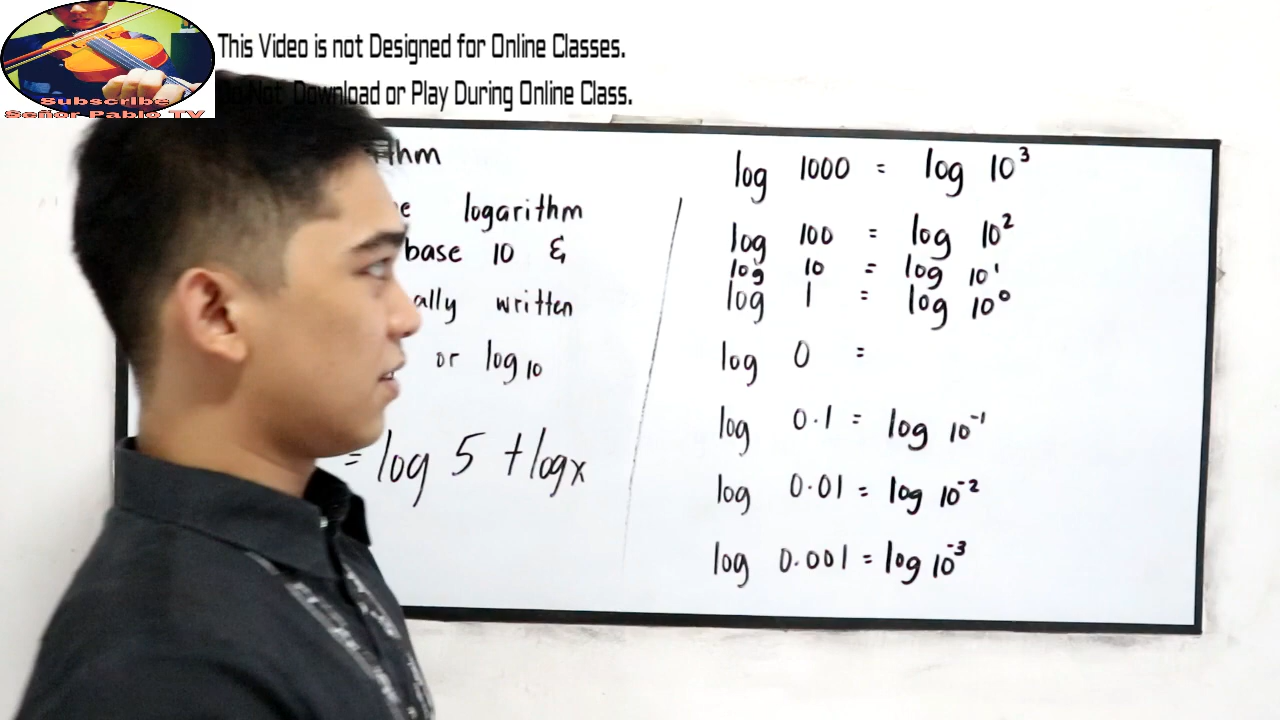 This Video is not Designed for Online Classes.
Do Not Download or Play During Online Class.
Subscribe
Señor Pablo TV
logarithm
base 10 &
written
or log₁₀
= log 5 + log x
log 1000 = log 10³
log 100 = log 10²
log 10 = log 10¹
log 1 = log 10⁰
log 0 =
log 0.1 = log 10⁻¹
log 0.01 = log 10⁻²
log 0.001 = log 10⁻³